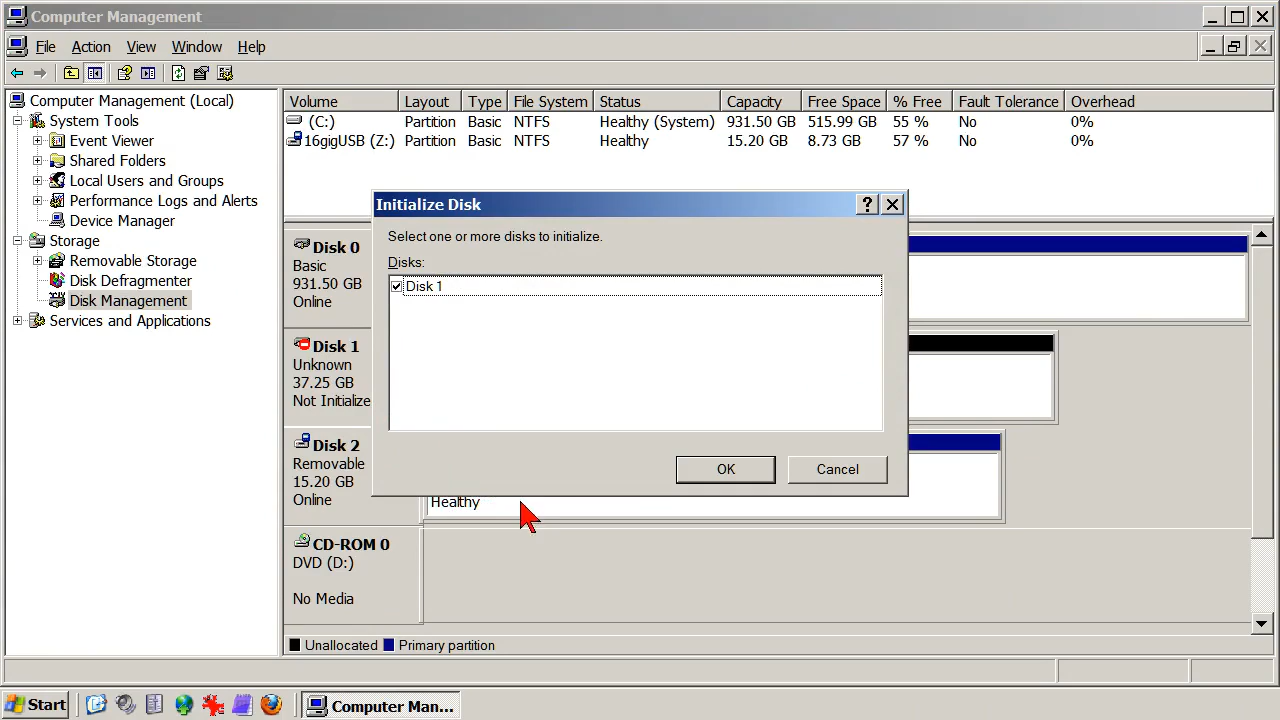 Computer Management
File Action View Window Help
Computer Management (Local)
System Tools
Event Viewer
Shared Folders
Local Users and Groups
Performance Logs and Alerts
Device Manager
Storage
Removable Storage
Disk Defragmenter
Disk Management
Services and Applications
Volume Layout Type File System Status Capacity Free Space % Free Fault Tolerance Overhead
(C:) Partition Basic NTFS Healthy (System) 931.50 GB 515.99 GB 55 % No 0%
16gigUSB (Z:) Partition Basic NTFS Healthy 15.20 GB 8.73 GB 57 % No 0%
Disk 0
Basic
931.50 GB
Online
Disk 1
Unknown
37.25 GB
Not Initialize
Disk 2
Removable
15.20 GB
Online
Healthy
CD-ROM 0
DVD (D:)
No Media
Unallocated Primary partition
Initialize Disk
?
Select one or more disks to initialize.
Disks:
Disk 1
OK Cancel
Start Computer Man...